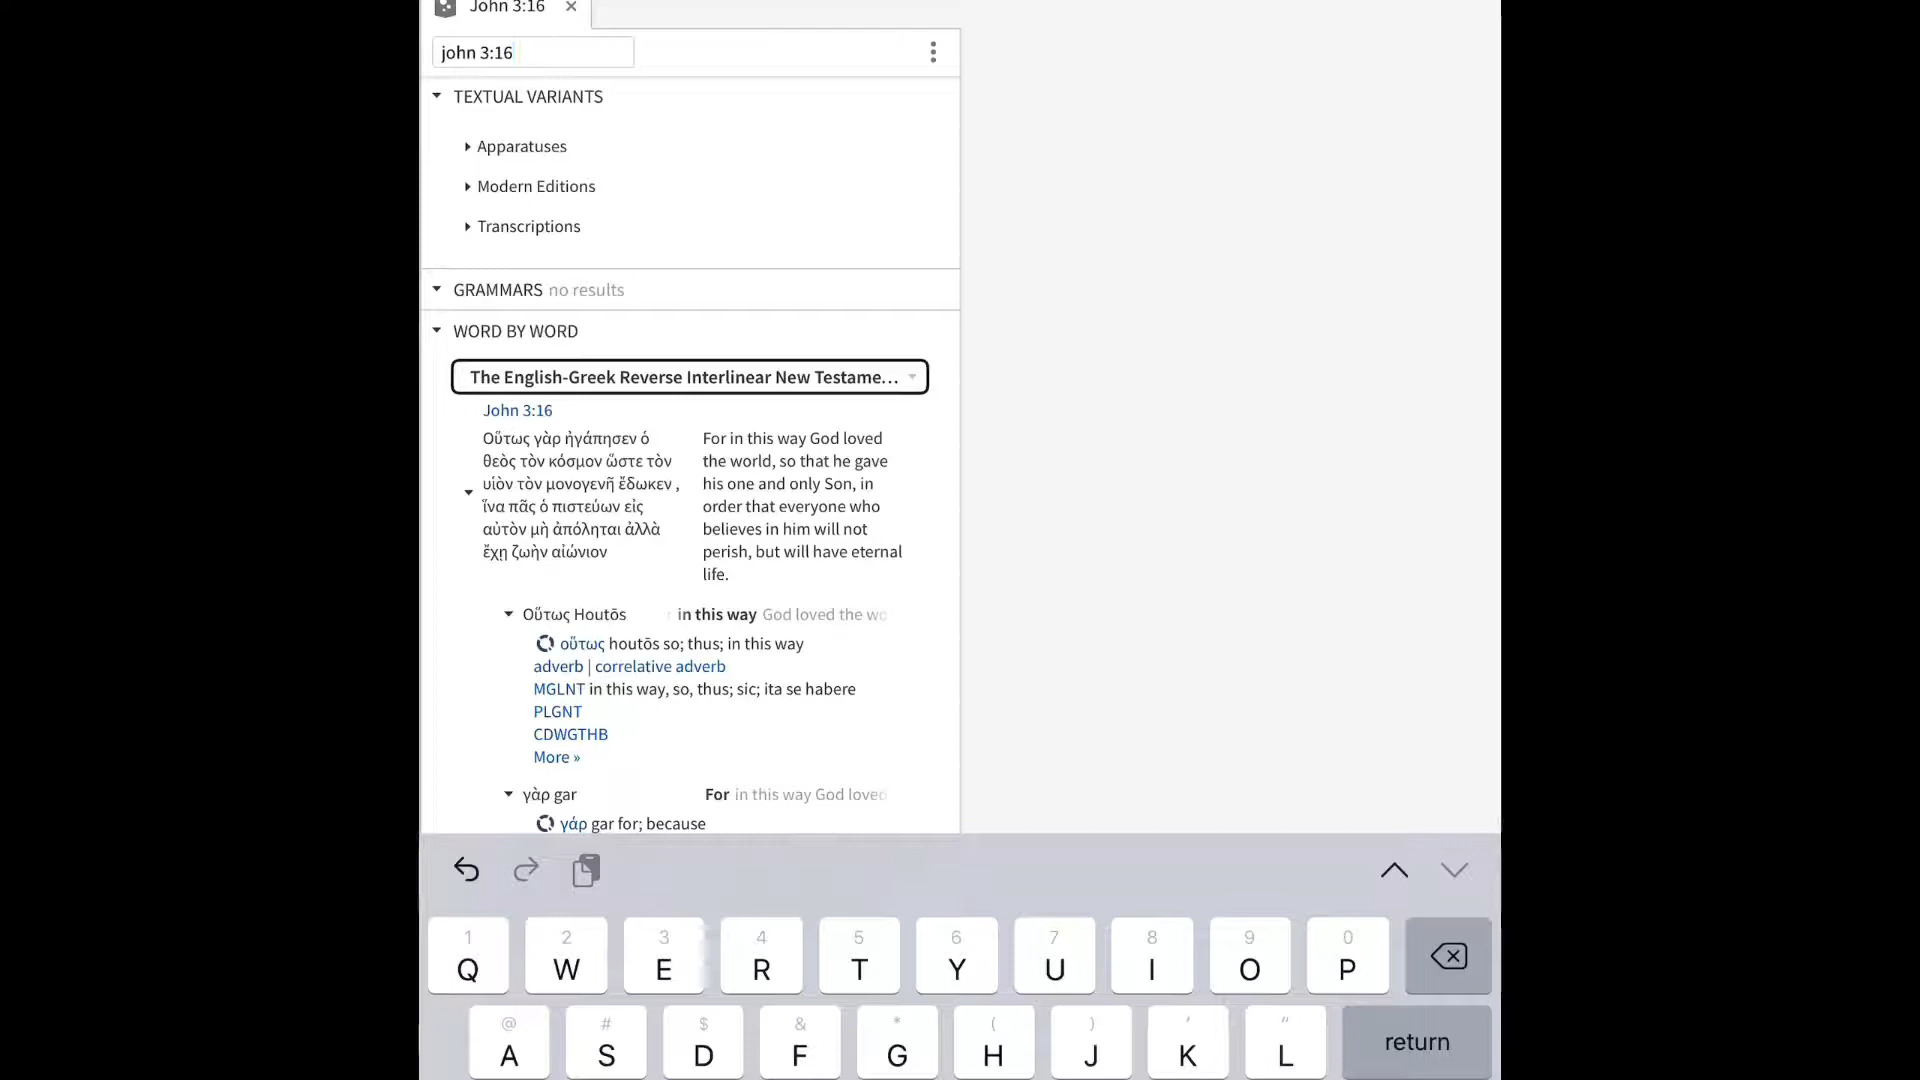 John 3:16 ×
john 3:16
TEXTUAL VARIANTS
Apparatuses
Modern Editions
Transcriptions
GRAMMARS no results
WORD BY WORD
The English-Greek Reverse Interlinear New Testame...
John 3:16
Οὕτως γὰρ ἠγάπησεν ὁ
θεὸς τὸν κόσμον ὥστε τὸν
υἱὸν τὸν μονογενῆ ἔδωκεν ,
ἵνα πᾶς ὁ πιστεύων εἰς
αὐτὸν μὴ ἀπόληται ἀλλὰ
ἔχῃ ζωὴν αἰώνιον
For in this way God loved
the world, so that he gave
his one and only Son, in
order that everyone who
believes in him will not
perish, but will have eternal
life.
Οὕτως Houtōs in this way God loved the wo
οὕτως houtōs so; thus; in this way
adverb | correlative adverb
MGLNT in this way, so, thus; sic; ita se habere
PLGNT
CDWGTHB
More »
γὰρ gar For in this way God loved
γάρ gar for; because
1 2 3 4 5 6 7 8 9 0
Q W E R T Y U I O P
@ # $ & * ( ) ' "
A S D F G H J K L return